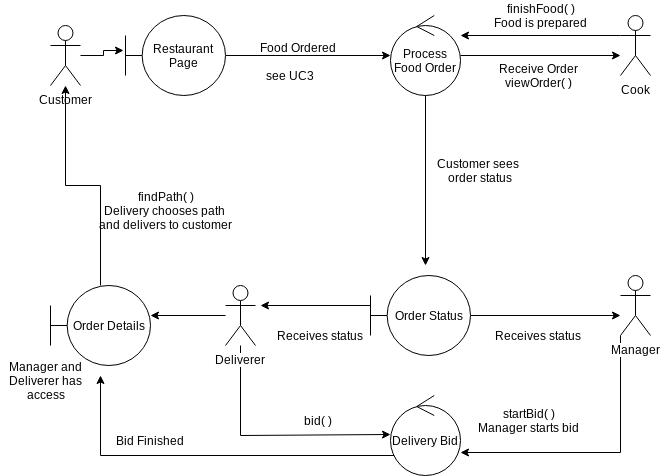 finishFood( )
Food is prepared
Restaurant
Page
Food Ordered
see UC3
Process
Food Order
Receive Order
viewOrder( )
Customer
Cook
Customer sees
order status
findPath( )
Delivery chooses path
and delivers to customer
Order Details
Order Status
Receives status
Receives status
Manager
Deliverer
Manager and
Deliverer has
access
startBid( )
Manager starts bid
bid( )
Bid Finished
Delivery Bid